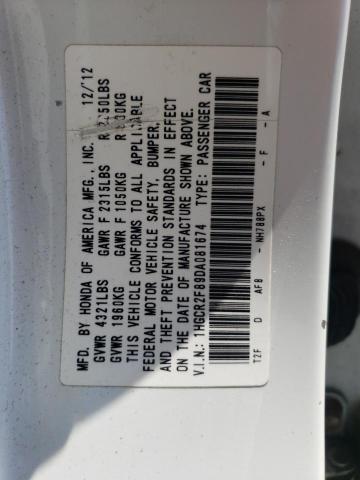 MFD. BY HONDA OF AMERICA MFG., INC. 12/12
GVWR 4321LBS GAWR F 2315LBS R 50LBS
GVWR 1960KG GAWR F 1050KG R 00KG
THIS VEHICLE CONFORMS TO ALL APPLICABLE
FEDERAL MOTOR VEHICLE SAFETY, BUMPER,
AND THEFT PREVENTION STANDARDS IN EFFECT
ON THE DATE OF MANUFACTURE SHOWN ABOVE.
V.I.N.: 1HGCR2F89DA081674 TYPE: PASSENGER CAR
T2F D AF8 - NH788PX - F - A